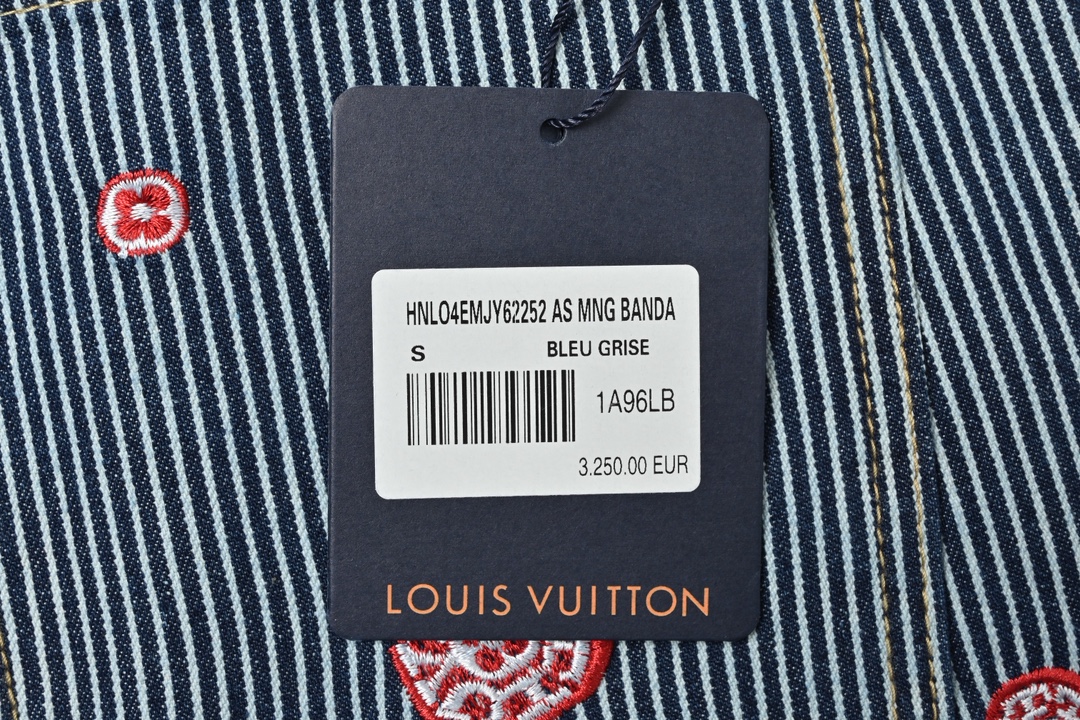 HNLO4EMJY62252 AS MNG BANDA
S BLEU GRISE
1A96LB
3.250.00 EUR
LOUIS VUITTON